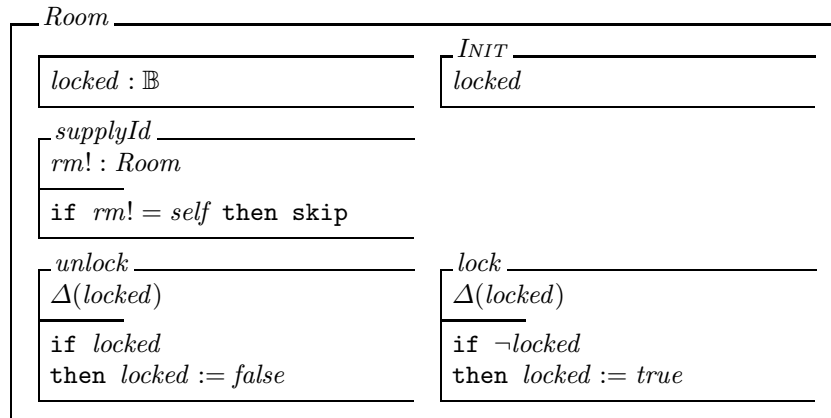 Room
locked : 𝔹
INIT
locked
supplyId
rm! : Room
if rm! = self then skip
unlock
Δ(locked)
if locked
then locked := false
lock
Δ(locked)
if ¬locked
then locked := true